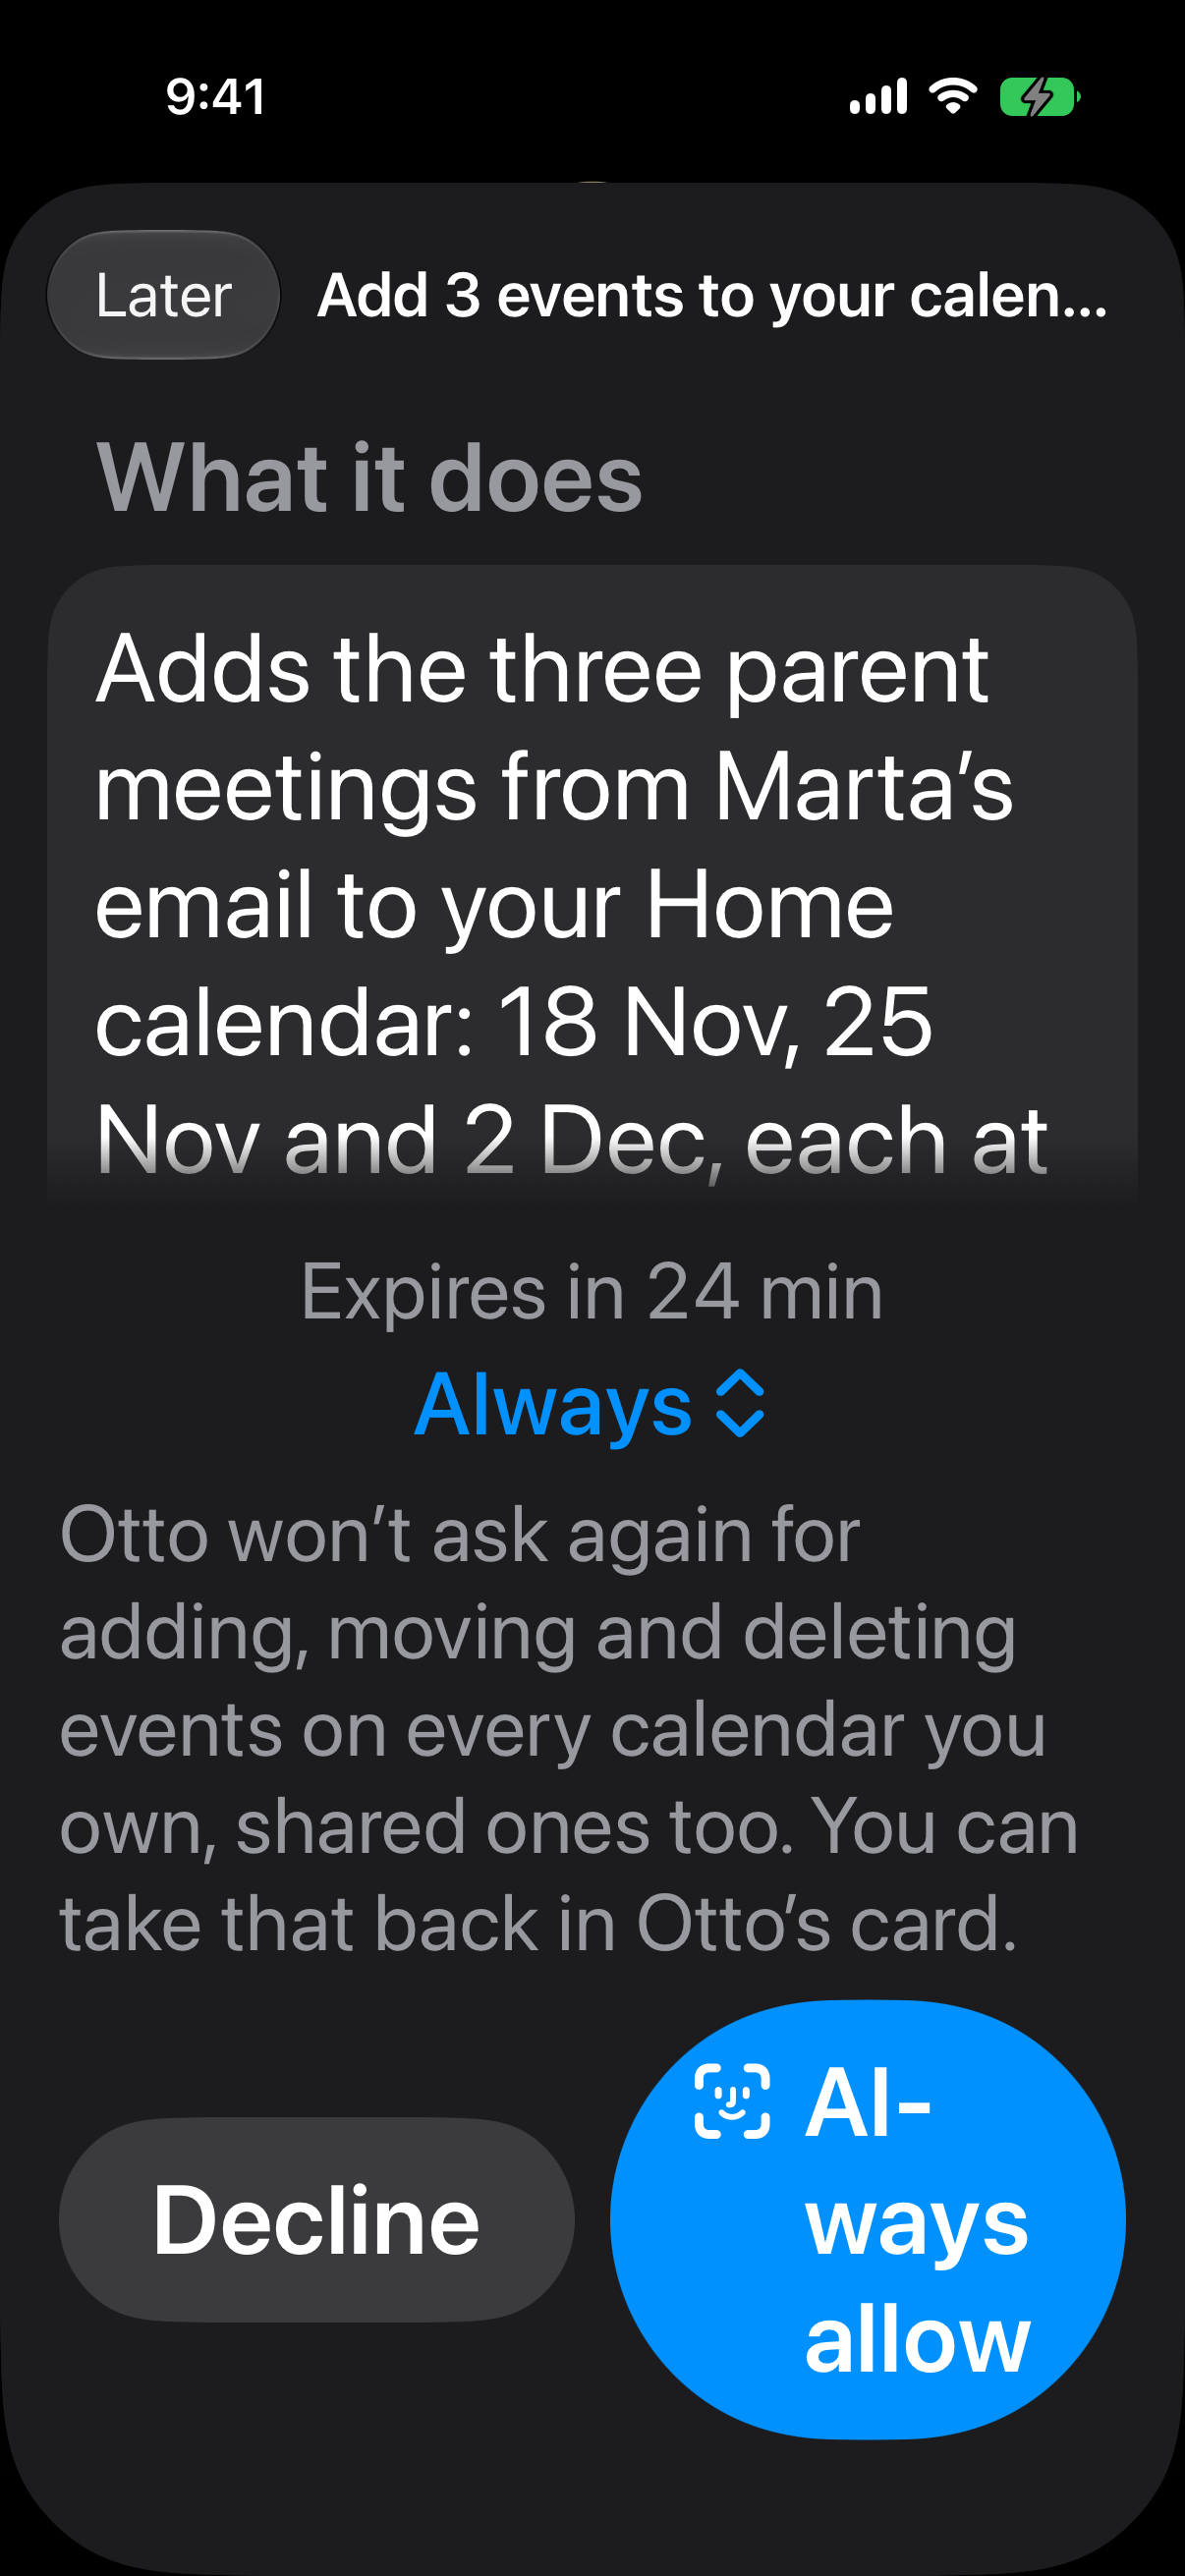 9:41
Later
Add 3 events to your calen...
What it does
Adds the three parent
meetings from Marta’s
email to your Home
calendar: 18 Nov, 25
Nov and 2 Dec, each at
Expires in 24 min
Always
Otto won’t ask again for
adding, moving and deleting
events on every calendar you
own, shared ones too. You can
take that back in Otto’s card.
Decline
Al-
ways
allow